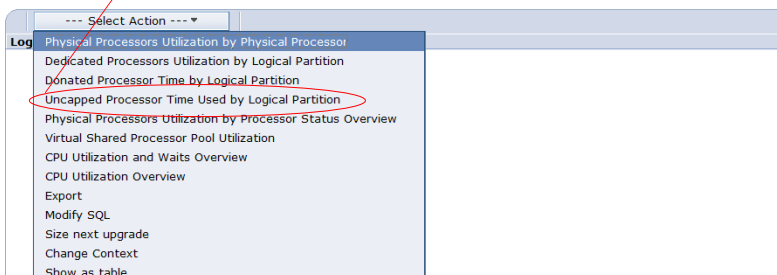 --- Select Action ---
Log
Physical Processors Utilization by Physical Processor
Dedicated Processors Utilization by Logical Partition
Donated Processor Time by Logical Partition
Uncapped Processor Time Used by Logical Partition
Physical Processors Utilization by Processor Status Overview
Virtual Shared Processor Pool Utilization
CPU Utilization and Waits Overview
CPU Utilization Overview
Export
Modify SQL
Size next upgrade
Change Context
Show as table